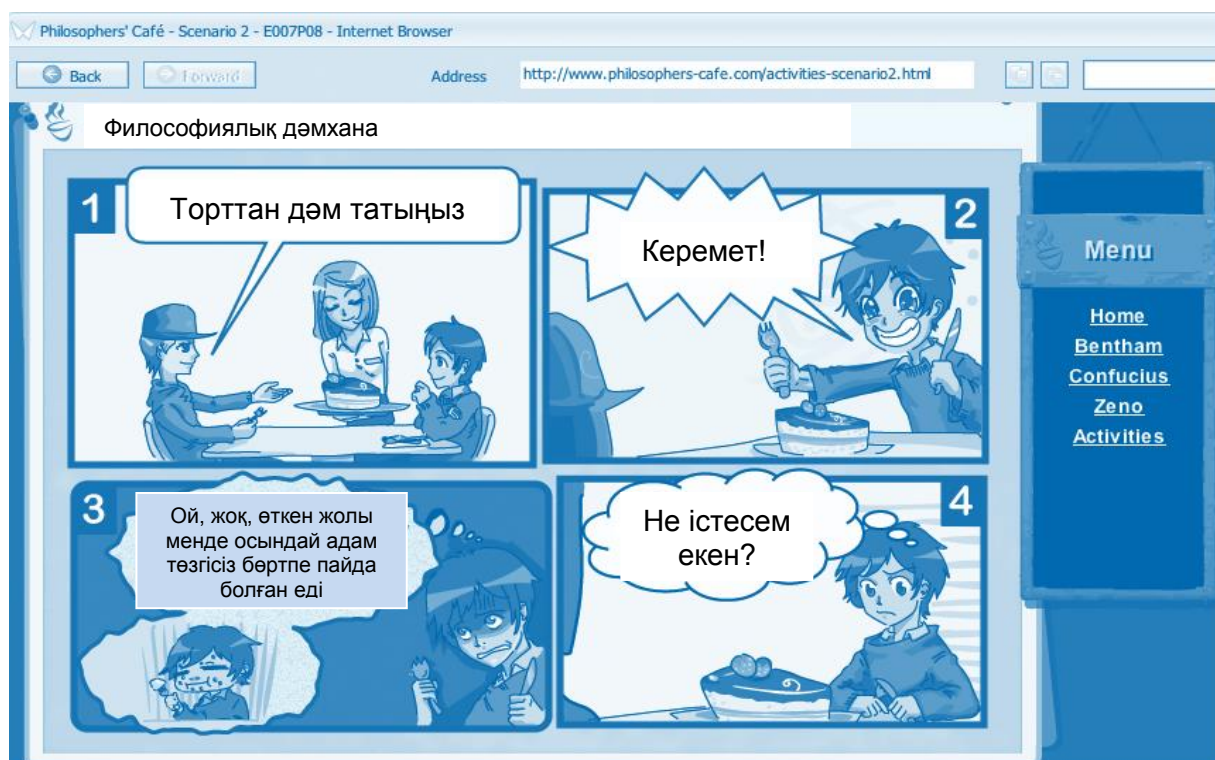 Philosophers' Café - Scenario 2 - E007P08 - Internet Browser
Back
Forward
Address
http://www.philosophers-cafe.com/activities-scenario2.html
Философиялық дәмхана
1
Торттан дәм татыңыз
2
Керемет!
3
Ой, жоқ, өткен жолы
менде осындай адам
төзгісіз бөртпе пайда
болған еді
4
Не істесем
екен?
Menu
Home
Bentham
Confucius
Zeno
Activities